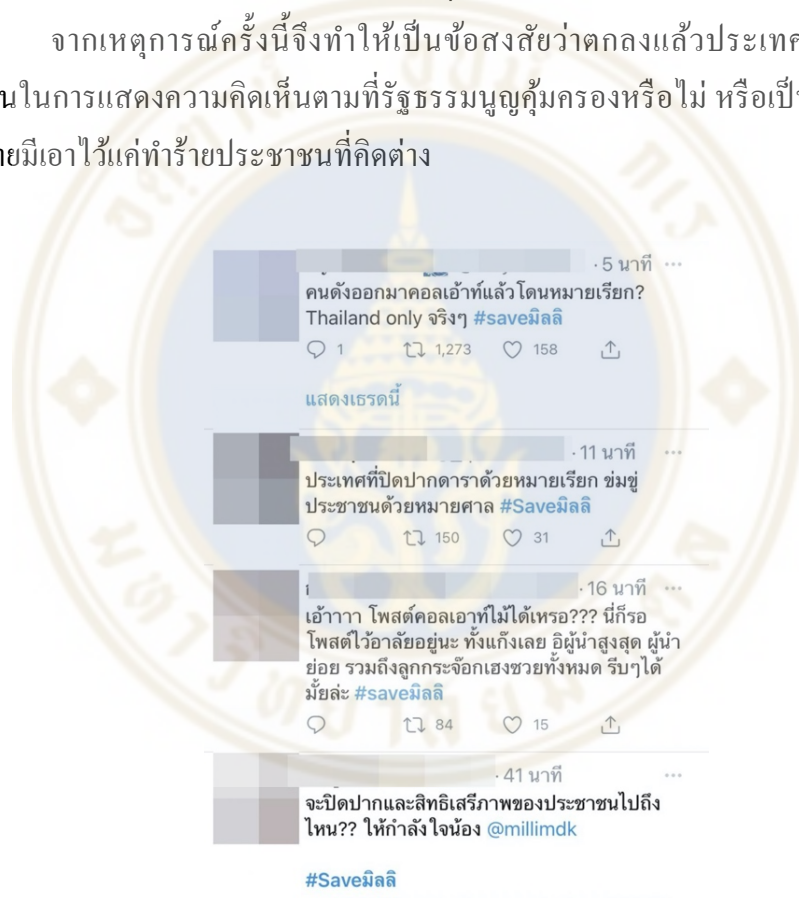 จากเหตุการณ์ครั้งนี้จึงทำให้เป็นข้อสงสัยว่าตกลงแล้วประเทศ
นในการแสดงความคิดเห็นตามที่รัฐธรรมนูญคุ้มครองหรือไม่ หรือเป็น
ายมีเอาไว้แค่ทำร้ายประชาชนที่คิดต่าง
· 5 นาที ···
คนดังออกมาคอลเอ้าท์แล้วโดนหมายเรียก?
Thailand only จริงๆ #saveมิลลิ
1 1,273 158
แสดงเธรดนี้
· 11 นาที ···
ประเทศที่ปิดปากดาราด้วยหมายเรียก ข่มขู่
ประชาชนด้วยหมายศาล #Saveมิลลิ
150 31
· 16 นาที ···
เอ้าาาา โพสต์คอลเอาท์ไม้ได้เหรอ??? นี่ก็รอ
โพสต์ไว้อาลัยอยู่นะ ทั้งแก๊งเลย อิผู้นำสูงสุด ผู้นำ
ย่อย รวมถึงลูกกระจ๊อกเฮงซวยทั้งหมด รีบๆได้
มั้ยล่ะ #saveมิลลิ
84 15
· 41 นาที ···
จะปิดปากและสิทธิเสรีภาพของประชาชนไปถึง
ไหน?? ให้กำลังใจน้อง @millimdk
#Saveมิลลิ